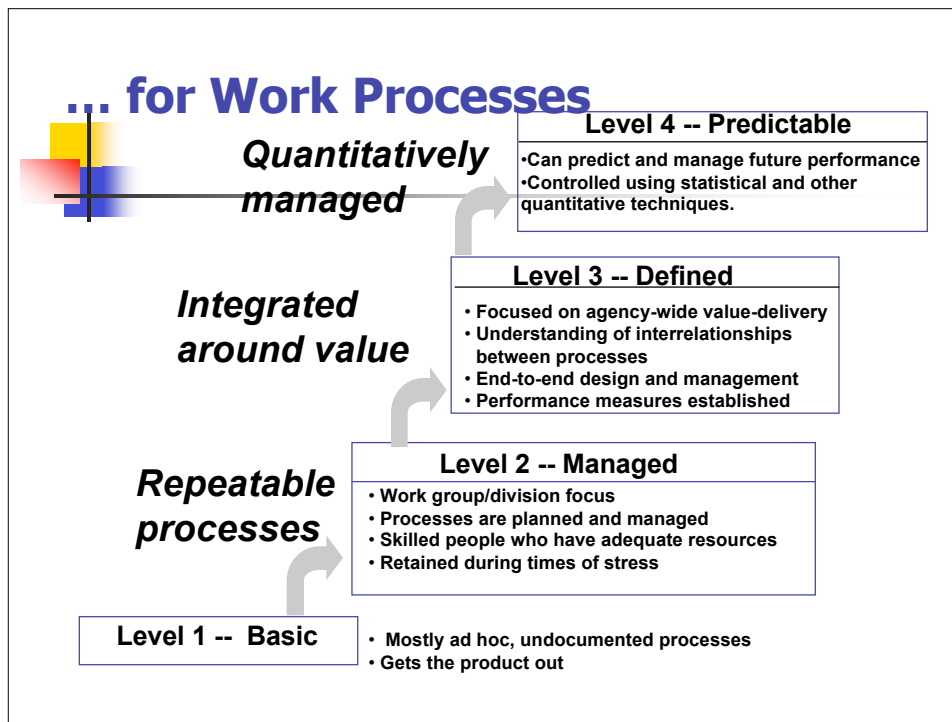 ... for Work Processes
Quantitatively
managed
Level 4 -- Predictable
•Can predict and manage future performance
•Controlled using statistical and other
quantitative techniques.
Integrated
around value
Level 3 -- Defined
• Focused on agency-wide value-delivery
• Understanding of interrelationships
between processes
• End-to-end design and management
• Performance measures established
Repeatable
processes
Level 2 -- Managed
• Work group/division focus
• Processes are planned and managed
• Skilled people who have adequate resources
• Retained during times of stress
Level 1 -- Basic
• Mostly ad hoc, undocumented processes
• Gets the product out